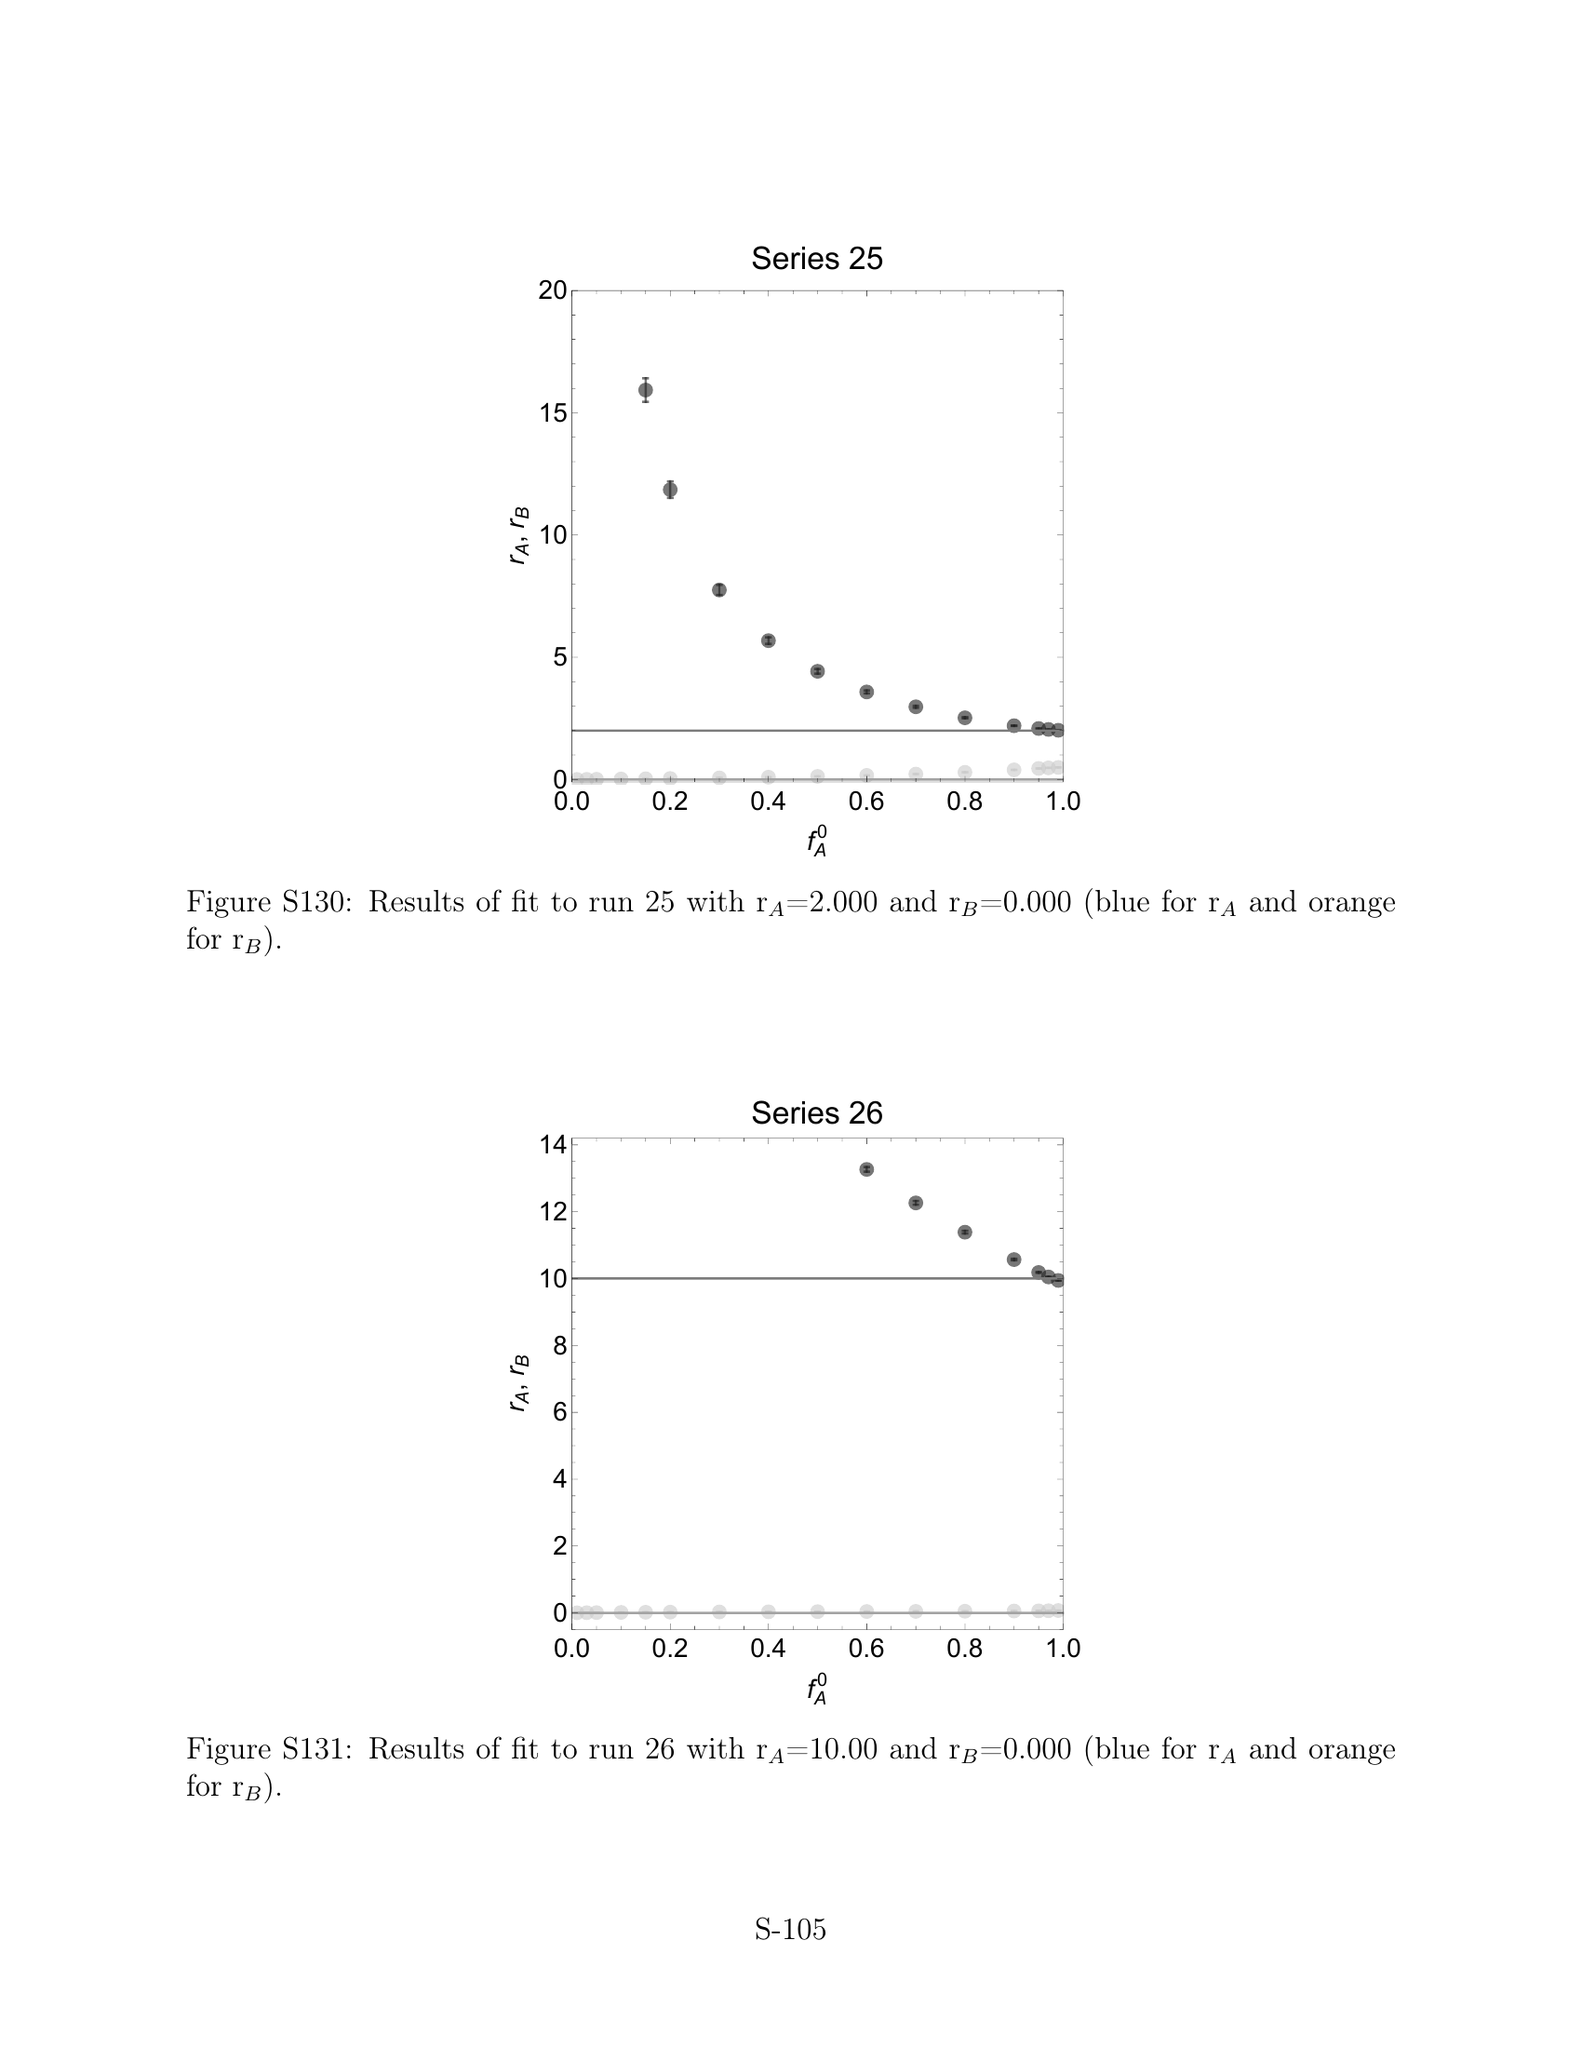 Series 25
20
15
10
5
0
r_A, r_B
0.0 0.2 0.4 0.6 0.8 1.0
f_A^0
Figure S130: Results of fit to run 25 with r_A=2.000 and r_B=0.000 (blue for r_A and orange
for r_B).
Series 26
14
12
10
8
6
4
2
0
r_A, r_B
0.0 0.2 0.4 0.6 0.8 1.0
f_A^0
Figure S131: Results of fit to run 26 with r_A=10.00 and r_B=0.000 (blue for r_A and orange
for r_B).
S-105